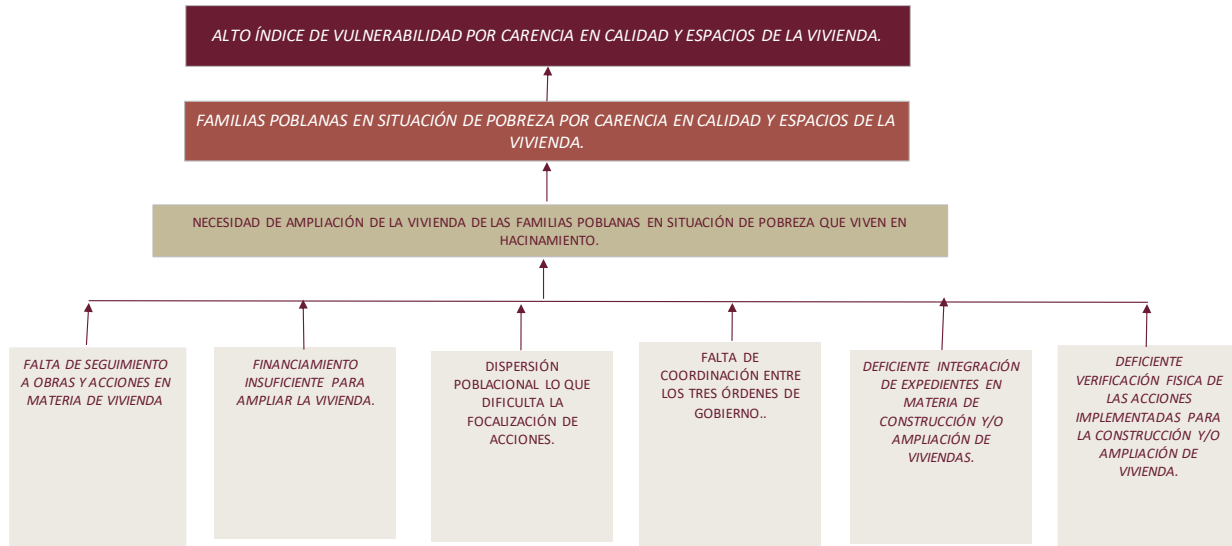 ALTO ÍNDICE DE VULNERABILIDAD POR CARENCIA EN CALIDAD Y ESPACIOS DE LA VIVIENDA.
FAMILIAS POBLANAS EN SITUACIÓN DE POBREZA POR CARENCIA EN CALIDAD Y ESPACIOS DE LA
VIVIENDA.
NECESIDAD DE AMPLIACIÓN DE LA VIVIENDA DE LAS FAMILIAS POBLANAS EN SITUACIÓN DE POBREZA QUE VIVEN EN
HACINAMIENTO.
FALTA DE SEGUIMIENTO
A OBRAS Y ACCIONES EN
MATERIA DE VIVIENDA
FINANCIAMIENTO
INSUFICIENTE PARA
AMPLIAR LA VIVIENDA.
DISPERSIÓN
POBLACIONAL LO QUE
DIFICULTA LA
FOCALIZACIÓN DE
ACCIONES.
FALTA DE
COORDINACIÓN ENTRE
LOS TRES ÓRDENES DE
GOBIERNO..
DEFICIENTE INTEGRACIÓN
DE EXPEDIENTES EN
MATERIA DE
CONSTRUCCIÓN Y/O
AMPLIACIÓN DE
VIVIENDAS.
DEFICIENTE
VERIFICACIÓN FISICA DE
LAS ACCIONES
IMPLEMENTADAS PARA
LA CONSTRUCCIÓN Y/O
AMPLIACIÓN DE
VIVIENDA.